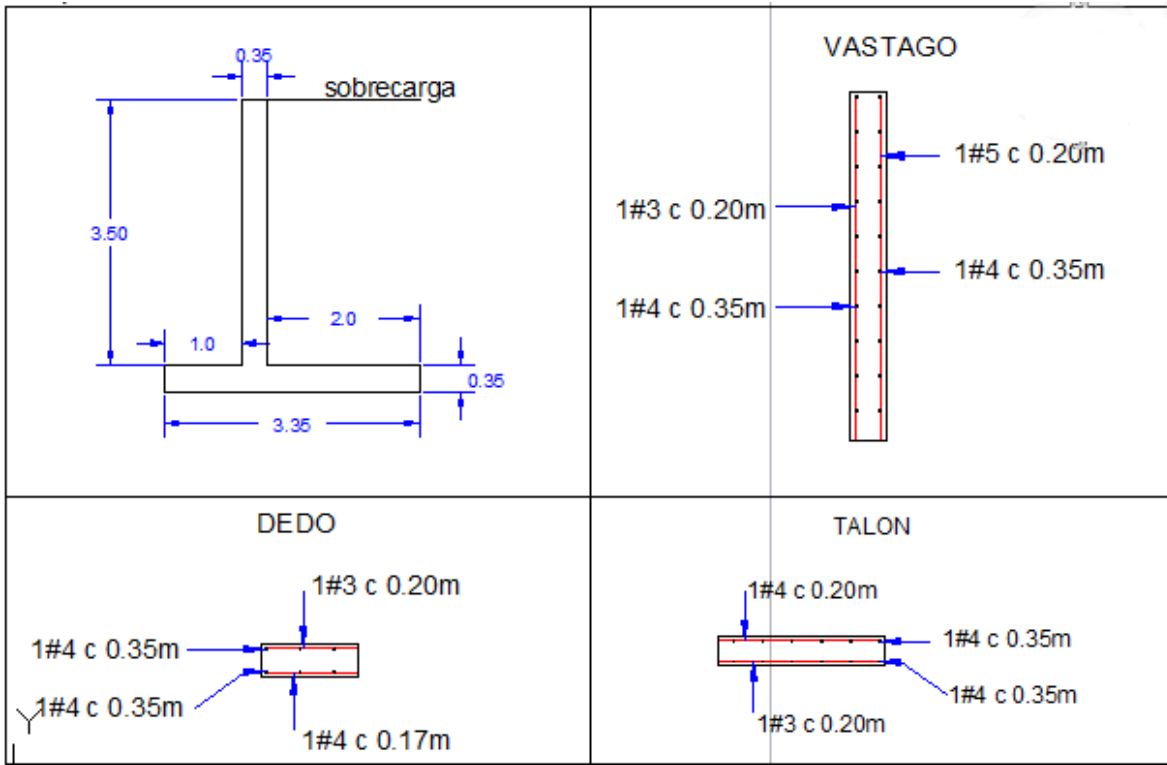 0.35
sobrecarga
3.50
2.0
1.0
0.35
3.35
VASTAGO
1#5 c 0.20m
1#3 c 0.20m
1#4 c 0.35m
1#4 c 0.35m
DEDO
1#3 c 0.20m
1#4 c 0.35m
1#4 c 0.35m
1#4 c 0.17m
Y
TALON
1#4 c 0.20m
1#4 c 0.35m
1#4 c 0.35m
1#3 c 0.20m